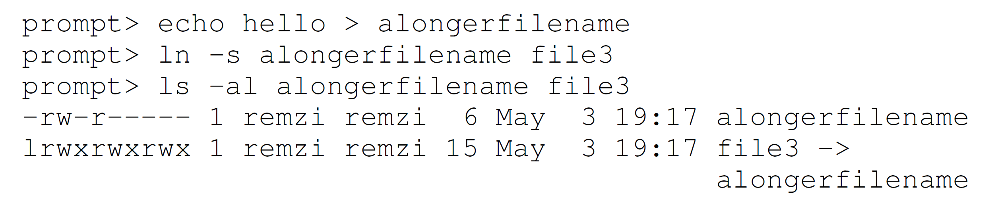 prompt> echo hello > alongerfilename
prompt> ln -s alongerfilename file3
prompt> ls -al alongerfilename file3
-rw-r----- 1 remzi remzi  6 May  3 19:17 alongerfilename
lrwxrwxrwx 1 remzi remzi 15 May  3 19:17 file3 ->
                                         alongerfilename